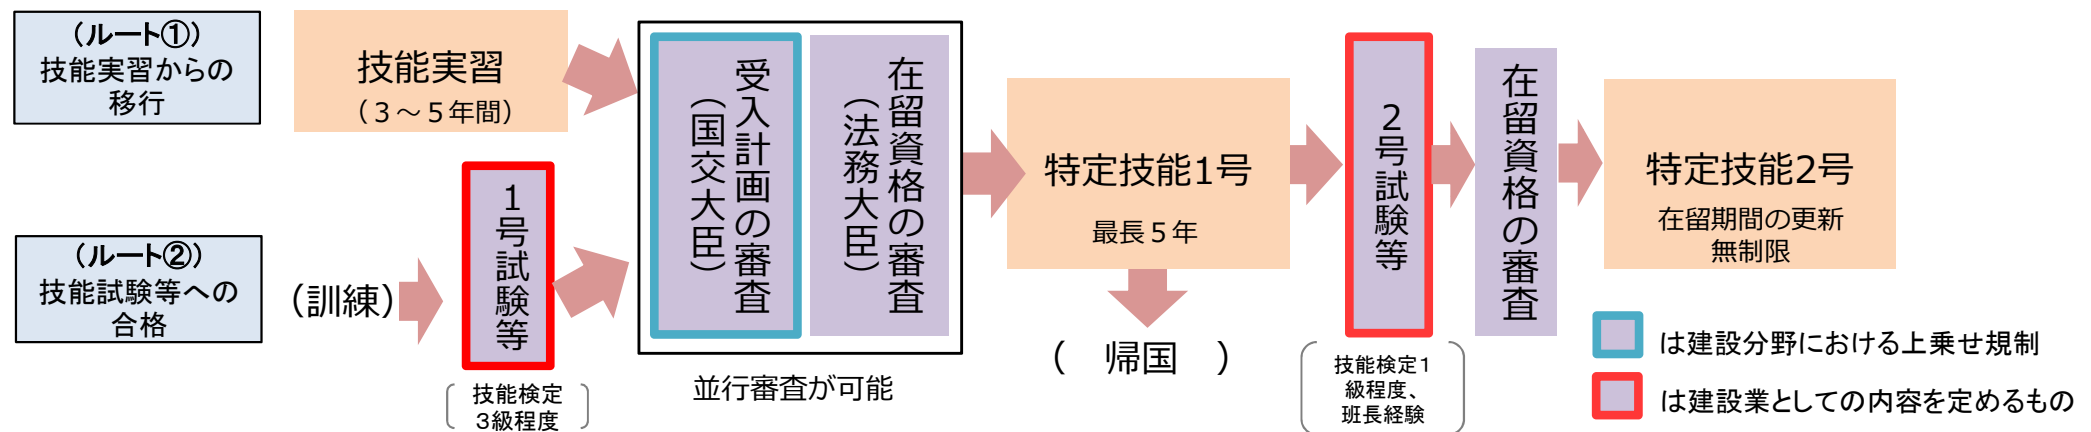 （ルート①）
技能実習からの
移行
技能実習
（３～５年間）
受入計画の審査
（国交大臣）
在留資格の審査
（法務大臣）
特定技能1号
最長５年
２号試験等
在留資格の審査
特定技能2号
在留期間の更新
無制限
（ルート②）
技能試験等への
合格
（訓練）
１号試験等
技能検定
３級程度
並行審査が可能
（　帰国　）
技能検定１
級程度、
班長経験
は建設分野における上乗せ規制
は建設業としての内容を定めるもの